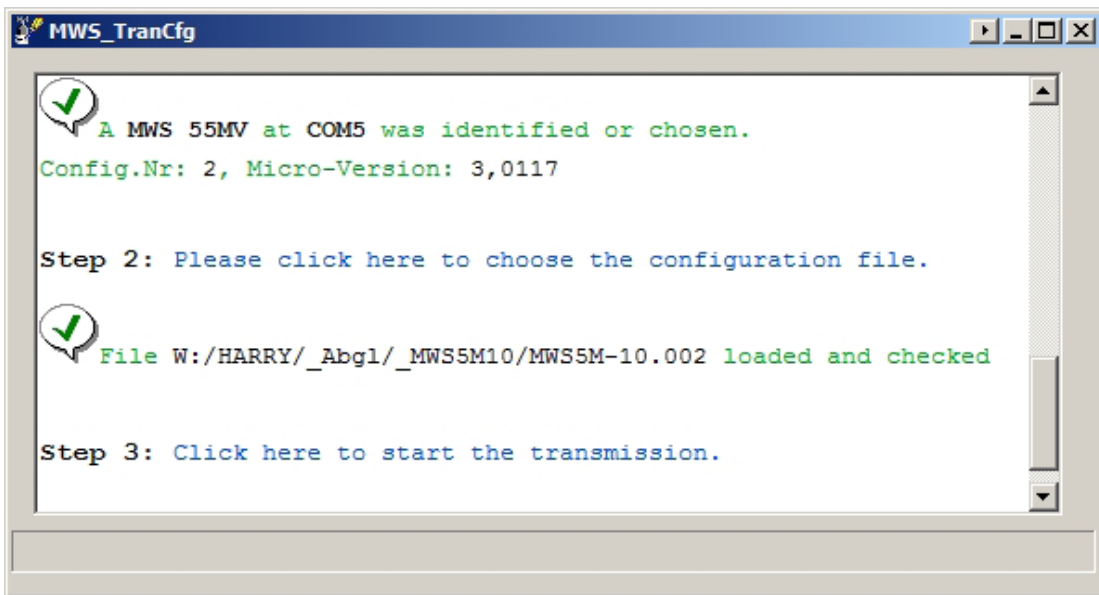 MWS_TranCfg
A MWS 55MV at COM5 was identified or chosen.
Config.Nr: 2, Micro-Version: 3,0117
Step 2: Please click here to choose the configuration file.
File W:/HARRY/_Abgl/_MWS5M10/MWS5M-10.002 loaded and checked
Step 3: Click here to start the transmission.